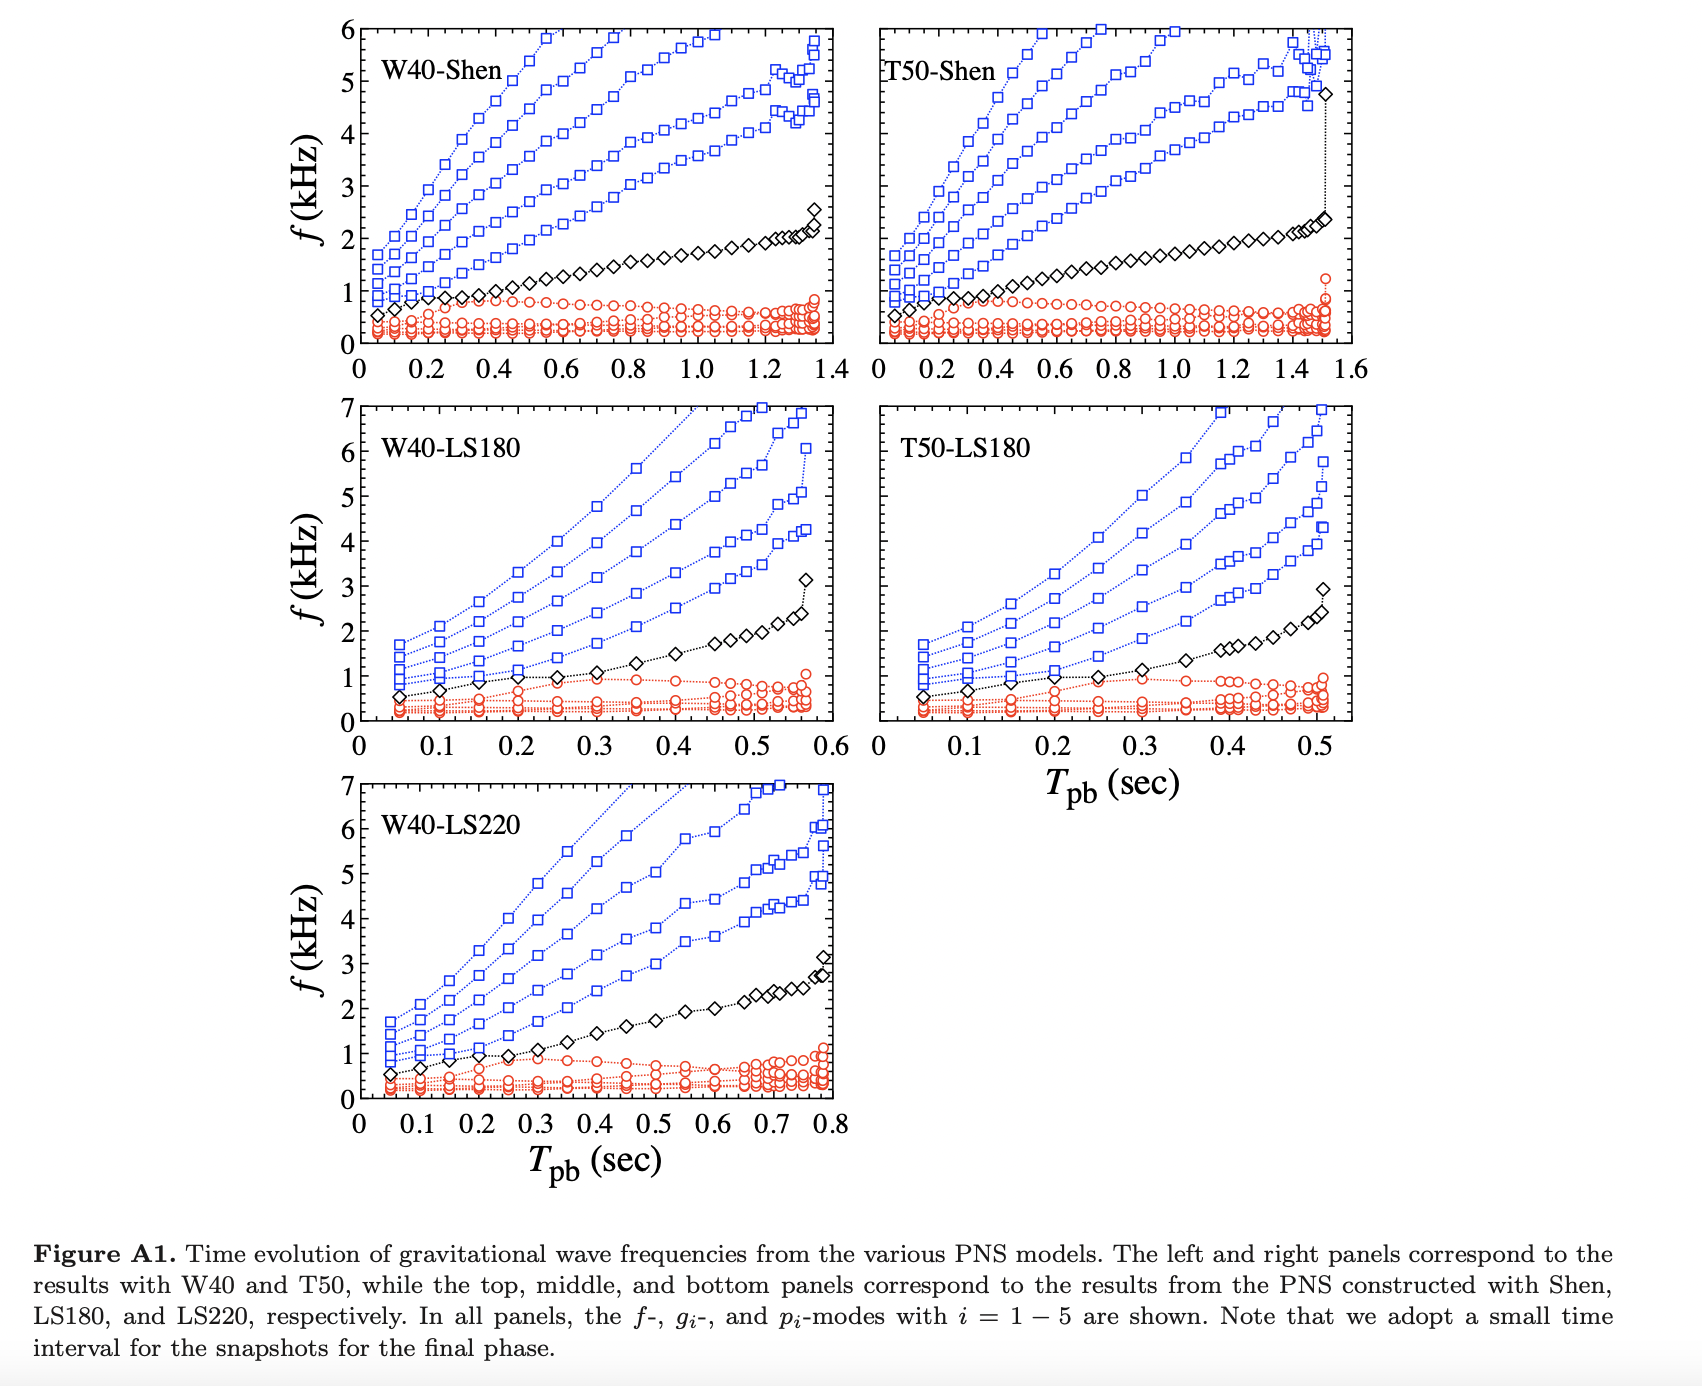 W40-Shen
T50-Shen
f (kHz)
6
5
4
3
2
1
0
0 0.2 0.4 0.6 0.8 1.0 1.2 1.4
0 0.2 0.4 0.6 0.8 1.0 1.2 1.4 1.6
W40-LS180
T50-LS180
f (kHz)
7
6
5
4
3
2
1
0
0 0.1 0.2 0.3 0.4 0.5 0.6
0 0.1 0.2 0.3 0.4 0.5
T_pb (sec)
W40-LS220
f (kHz)
7
6
5
4
3
2
1
0
0 0.1 0.2 0.3 0.4 0.5 0.6 0.7 0.8
T_pb (sec)
Figure A1. Time evolution of gravitational wave frequencies from the various PNS models. The left and right panels correspond to the
results with W40 and T50, while the top, middle, and bottom panels correspond to the results from the PNS constructed with Shen,
LS180, and LS220, respectively. In all panels, the f-, g_i-, and p_i-modes with i = 1 − 5 are shown. Note that we adopt a small time
interval for the snapshots for the final phase.